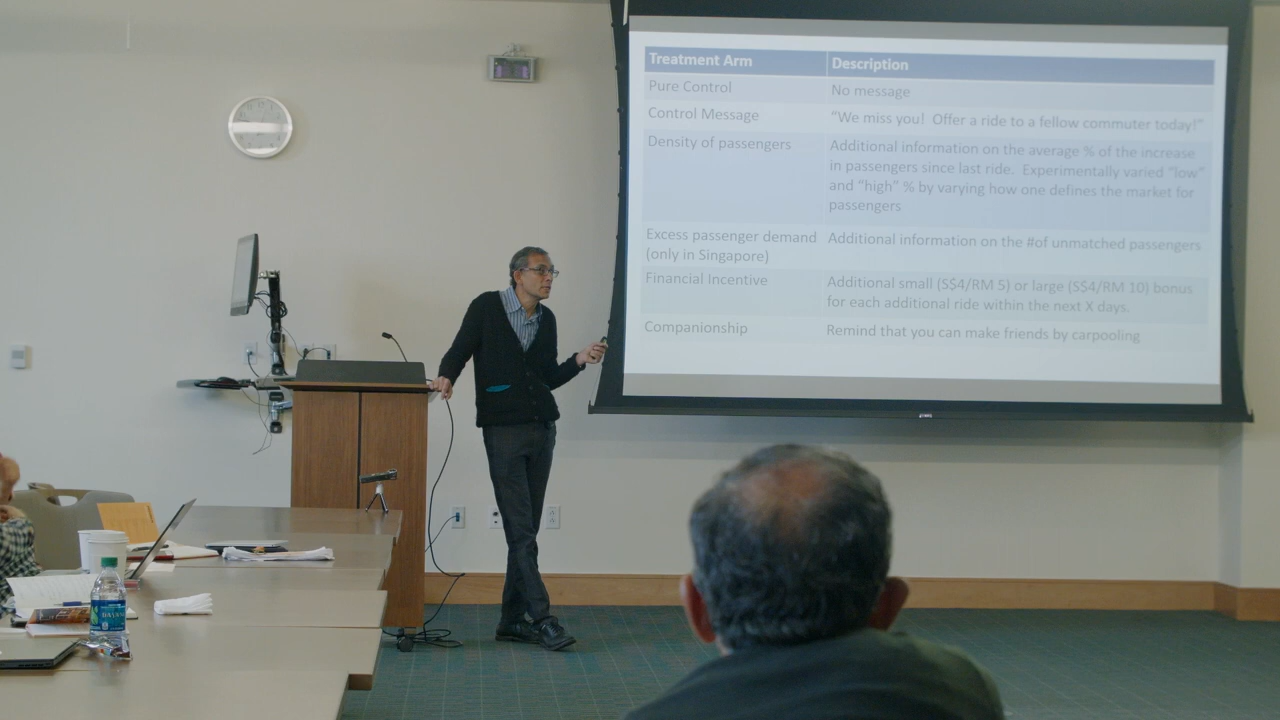 Treatment Arm Description
Pure Control No message
Control Message "We miss you! Offer a ride to a fellow commuter today!"
Density of passengers Additional information on the average % of the increase
in passengers since last ride. Experimentally varied "low"
and "high" % by varying how one defines the market for
passengers
Excess passenger demand Additional information on the #of unmatched passengers
(only in Singapore)
Financial Incentive Additional small (S$4/RM 5) or large (S$4/RM 10) bonus
for each additional ride within the next X days.
Companionship Remind that you can make friends by carpooling
DASANI